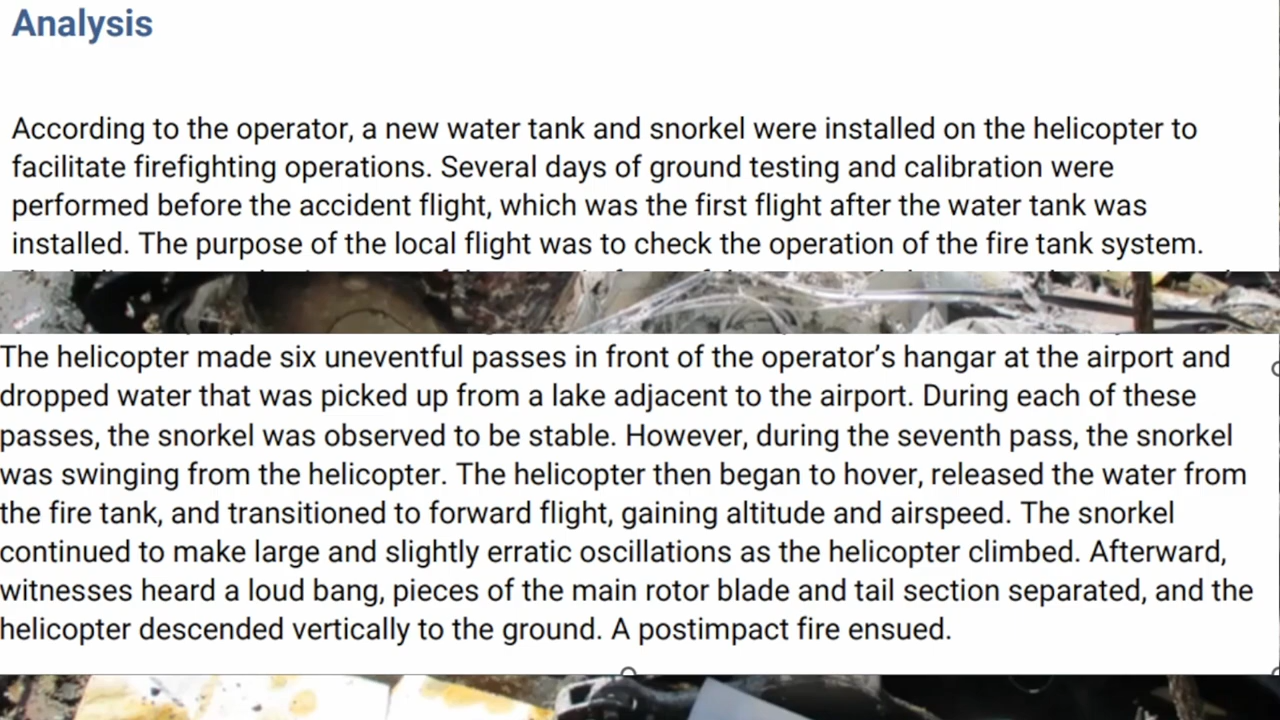 Analysis
According to the operator, a new water tank and snorkel were installed on the helicopter to
facilitate firefighting operations. Several days of ground testing and calibration were
performed before the accident flight, which was the first flight after the water tank was
installed. The purpose of the local flight was to check the operation of the fire tank system.
The helicopter made six uneventful passes in front of the operator’s hangar at the airport and
dropped water that was picked up from a lake adjacent to the airport. During each of these
passes, the snorkel was observed to be stable. However, during the seventh pass, the snorkel
was swinging from the helicopter. The helicopter then began to hover, released the water from
the fire tank, and transitioned to forward flight, gaining altitude and airspeed. The snorkel
continued to make large and slightly erratic oscillations as the helicopter climbed. Afterward,
witnesses heard a loud bang, pieces of the main rotor blade and tail section separated, and the
helicopter descended vertically to the ground. A postimpact fire ensued.